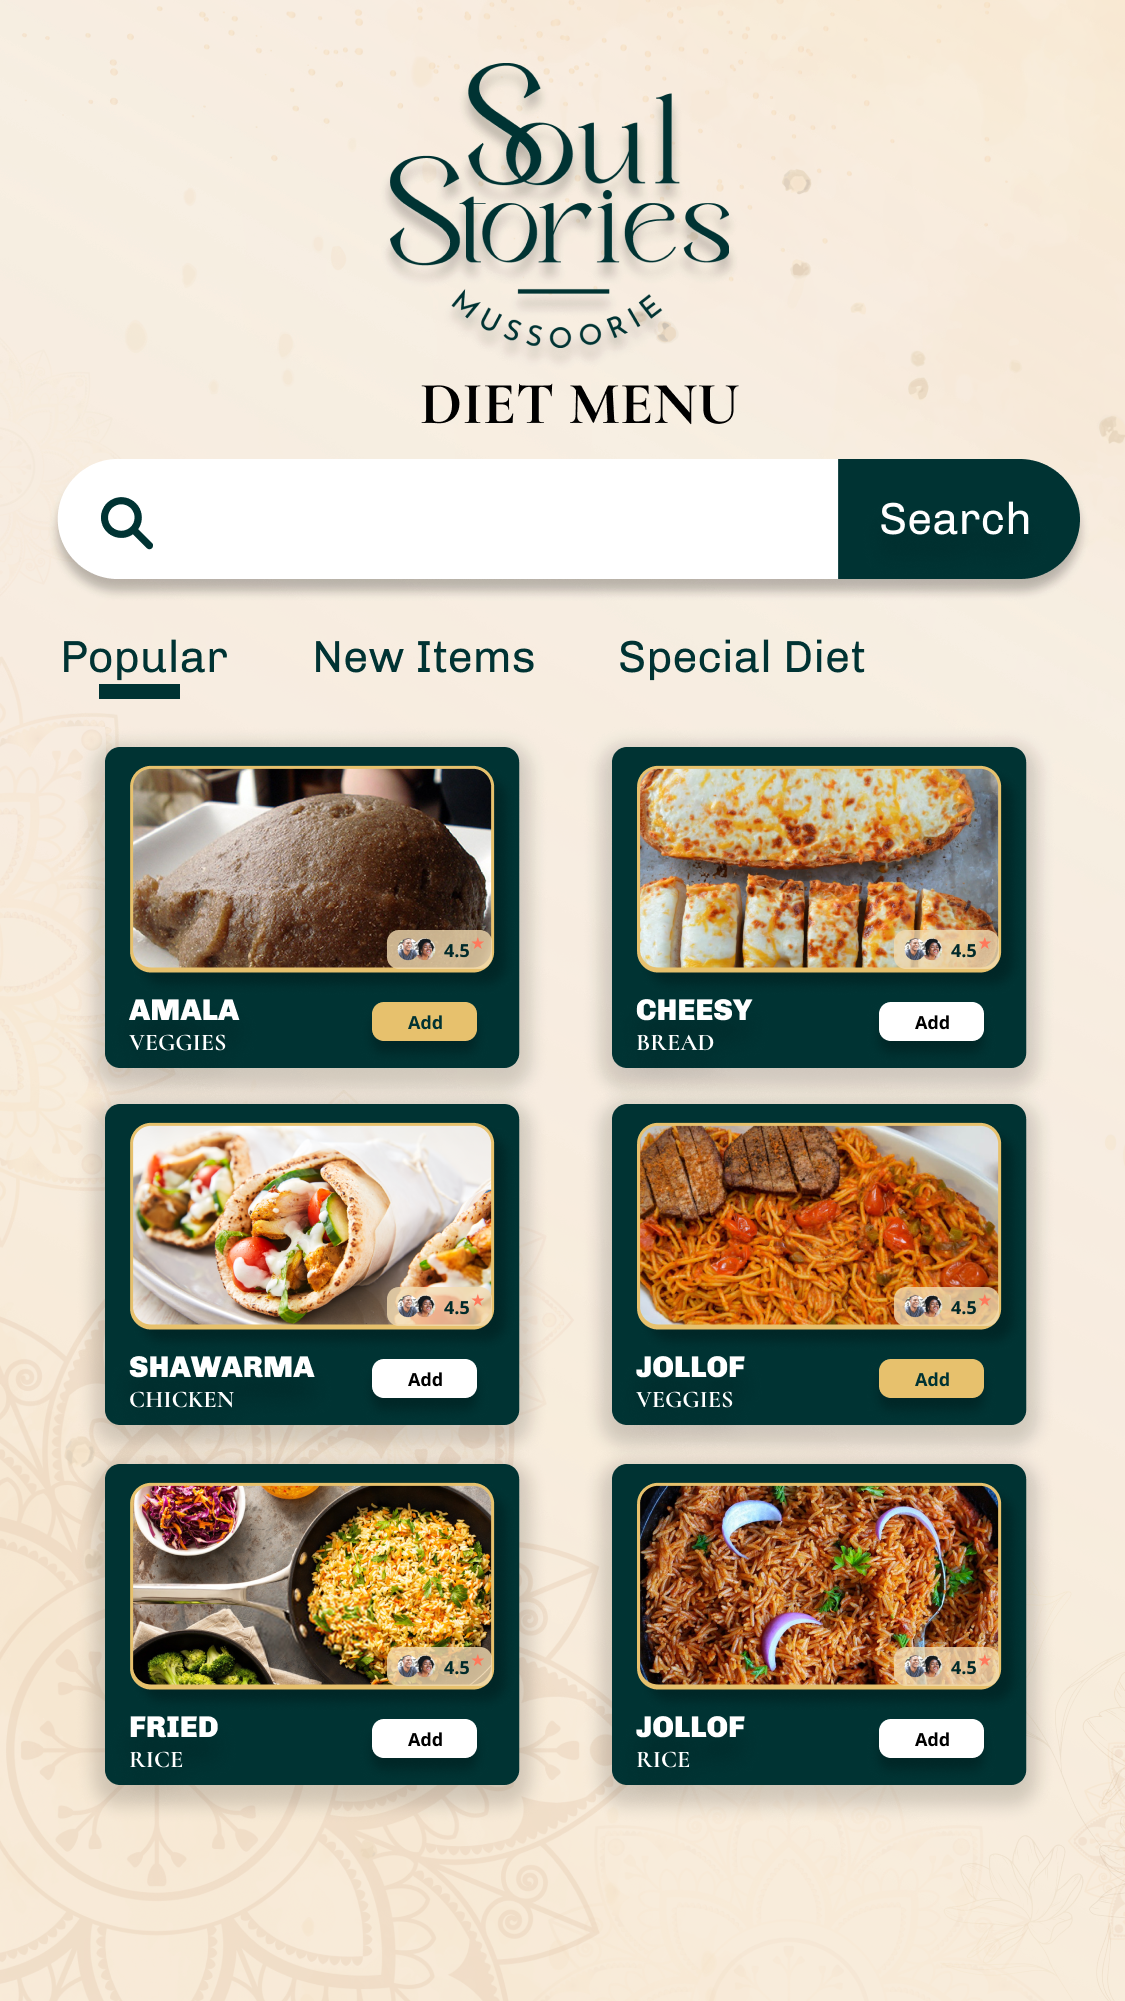 Soul
Stories
MUSSOORIE
DIET MENU
Search
Popular New Items Special Diet
4.5
4.5
AMALA
VEGGIES
Add
CHEESY
BREAD
Add
4.5
4.5
SHAWARMA
CHICKEN
Add
JOLLOF
VEGGIES
Add
4.5
4.5
FRIED
RICE
Add
JOLLOF
RICE
Add